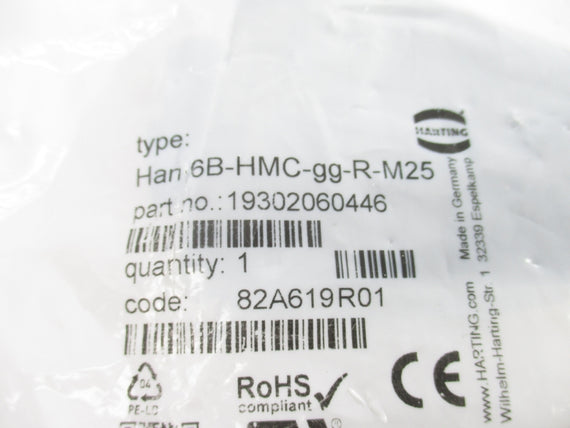 HARTING
type:
Han 6B-HMC-gg-R-M25
part no.:19302060446
quantity: 1
code: 82A619R01
04
PE-LD
RoHS
compliant
CE
www.HARTING.com Made in Germany
Wilhelm-Harting-Str. 1 32339 Espelkamp